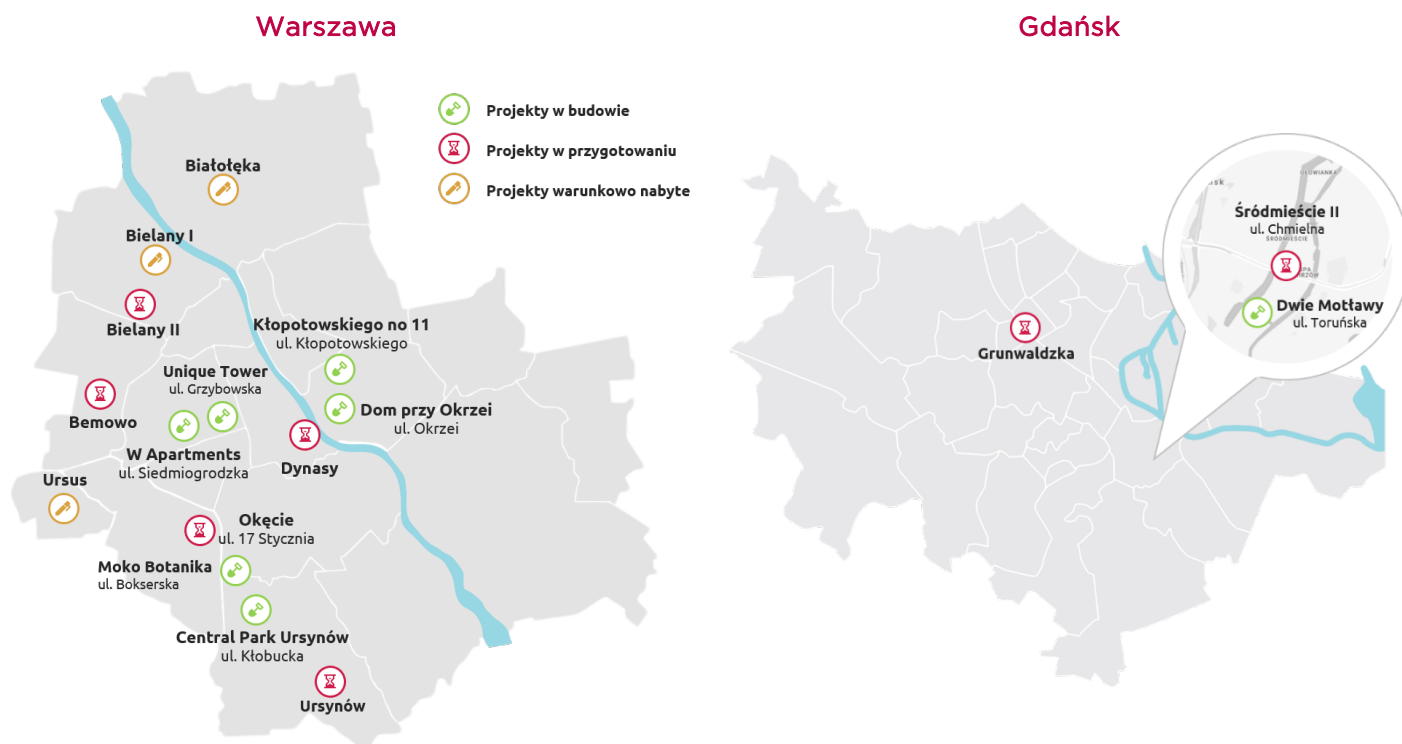 Warszawa
Gdańsk
Projekty w budowie
Projekty w przygotowaniu
Projekty warunkowo nabyte
Białołęka
Bielany I
Bielany II
Kłopotowskiego no 11
ul. Kłopotowskiego
Unique Tower
ul. Grzybowska
Bemowo
Dom przy Okrzei
ul. Okrzei
W Apartments
ul. Siedmiogrodzka
Dynasy
Ursus
Okęcie
ul. 17 Stycznia
Moko Botanika
ul. Bokserska
Central Park Ursynów
ul. Kłobucka
Ursynów
Grunwaldzka
Śródmieście II
ul. Chmielna
ŚRÓDMIEŚCIE
Dwie Motławy
ul. Toruńska